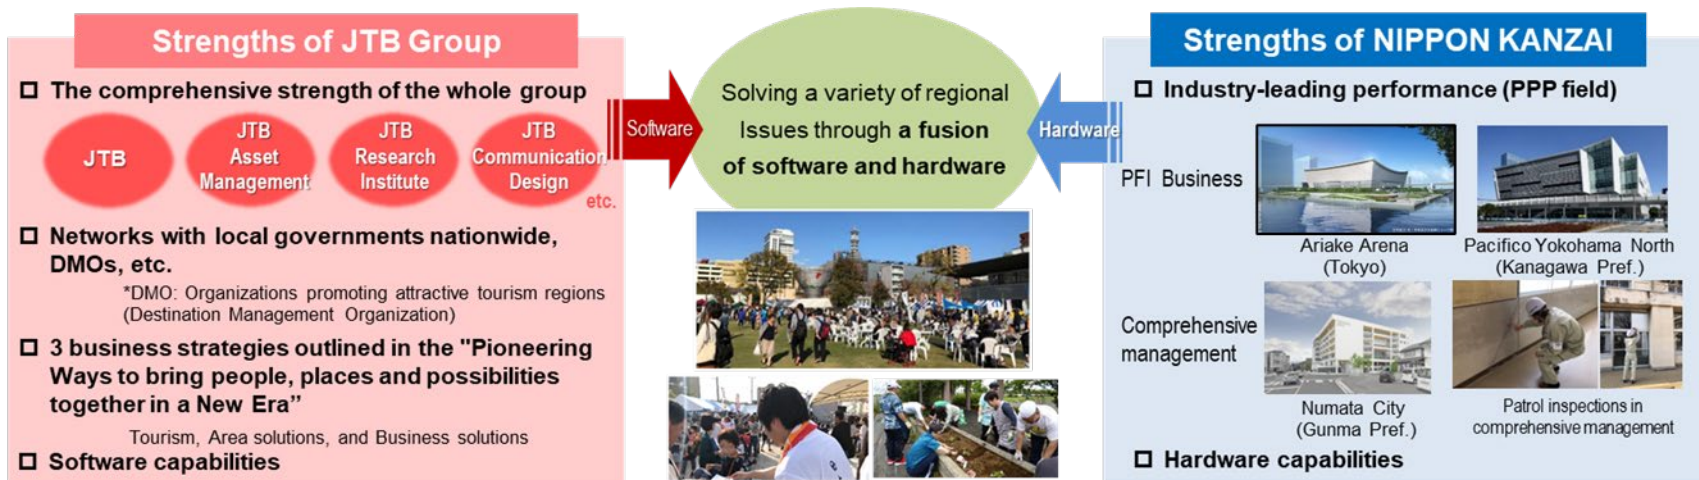 Strengths of JTB Group
The comprehensive strength of the whole group
JTB
JTB
Asset
Management
JTB
Research
Institute
JTB
Communication
Design
etc.
Networks with local governments nationwide,
DMOs, etc.
*DMO: Organizations promoting attractive tourism regions
(Destination Management Organization)
3 business strategies outlined in the "Pioneering
Ways to bring people, places and possibilities
together in a New Era”
Tourism, Area solutions, and Business solutions
Software capabilities
Software
Solving a variety of regional
Issues through a fusion
of software and hardware
Hardware
Strengths of NIPPON KANZAI
Industry-leading performance (PPP field)
PFI Business
Ariake Arena
(Tokyo)
Pacifico Yokohama North
(Kanagawa Pref.)
Comprehensive
management
Numata City
(Gunma Pref.)
Patrol inspections in
comprehensive management
Hardware capabilities